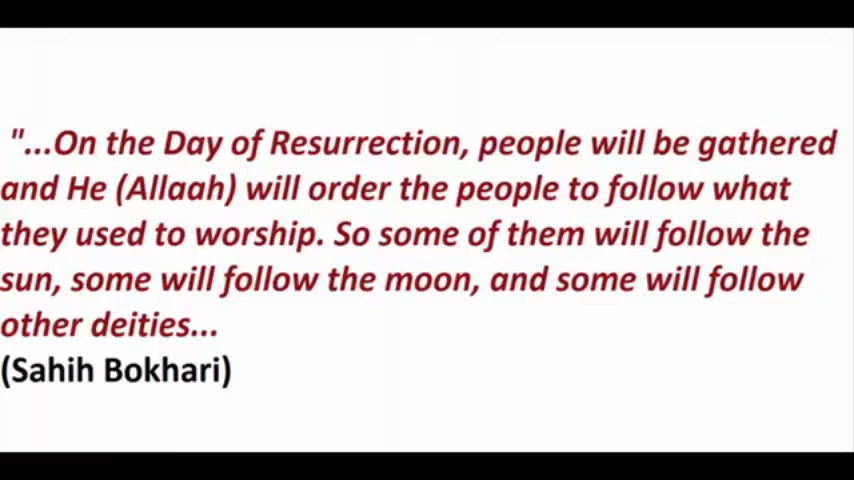 "...On the Day of Resurrection, people will be gathered
and He (Allaah) will order the people to follow what
they used to worship. So some of them will follow the
sun, some will follow the moon, and some will follow
other deities...
(Sahih Bokhari)